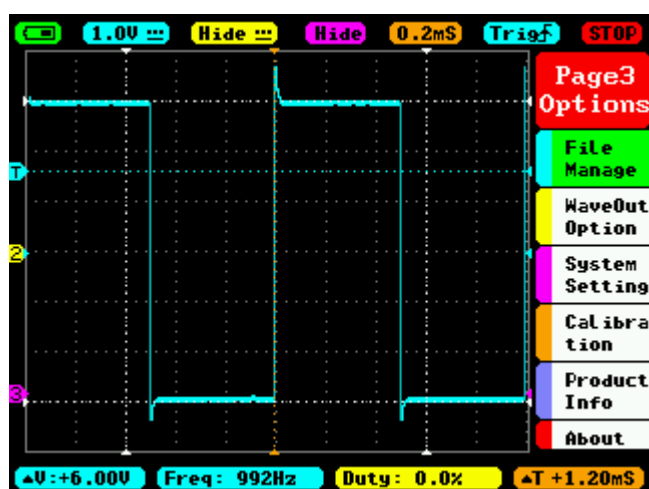 1.0V Hide Hide 0.2mS Trig STOP
Page3
Options
File
Manage
T
WaveOut
Option
2
System
Setting
Calibra
tion
3
Product
Info
About
▲V:+6.00V Freq: 992Hz Duty: 0.0% ▲T +1.20mS